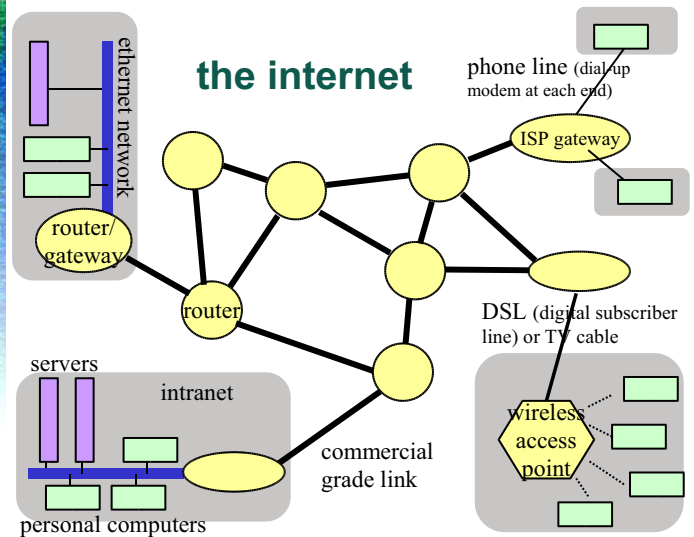 the internet
ethernet network
phone line (dial-up
modem at each end)
ISP gateway
router/
gateway
router
DSL (digital subscriber
line) or TV cable
servers
intranet
wireless
access
point
commercial
grade link
personal computers